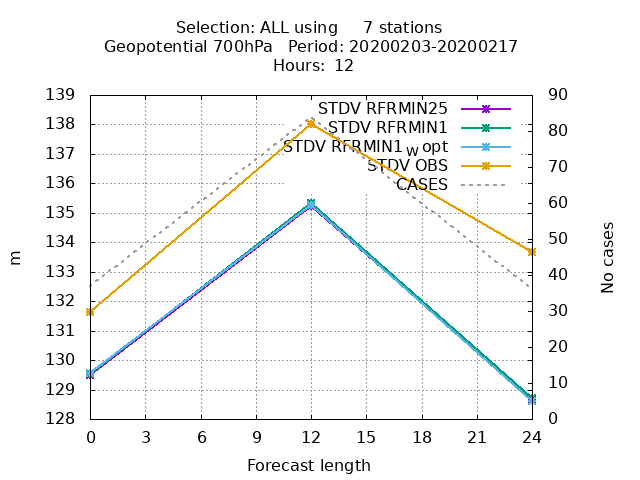 Selection: ALL using 7 stations
Geopotential 700hPa Period: 20200203-20200217
Hours: 12
139
138
137
136
135
134
133
132
131
130
129
128
m
90
80
70
60
50
40
30
20
10
0
No cases
STDV RFRMIN25
STDV RFRMIN1
STDV RFRMIN1wopt
STDV OBS
CASES
0 3 6 9 12 15 18 21 24
Forecast length